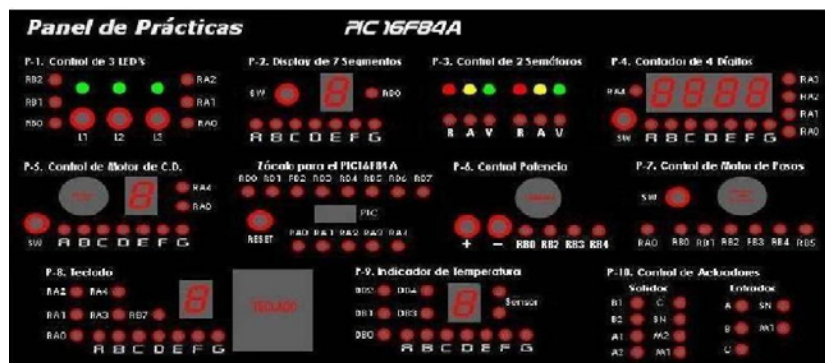 Panel de Prácticas PIC 16F84A
P-1. Control de 3 LED's
RB2 RA2
RB1 RA1
RB0 RA0
L1 L2 L3
P-2. Display de 7 Segmentos
SW RB0
A B C D E F G
P-3. Control de 2 Semáforos
R A V R A V
P-4. Contador de 4 Dígitos
RA4 RA3
RA2
RA1
RA0
SW A B C D E F G
P-5. Control de Motor de C.D.
RA4
RA0
SW A B C D E F G
Zócalo para el PIC16F84A
RB0 RB1 RB2 RB3 RB4 RB5 RB6 RB7
PIC
RESET RA0 RA1 RA2 RA3 RA4
P-6. Control Potencia
+ - RB0 RB2 RB3 RB4
P-7. Control de Motor de Pasos
SW
RA0 RB0 RB1 RB2 RB3 RB4 RB5
P-8. Teclado
RA2 RA4
RA1 RA3 RB7
RA0
A B C D E F G
TECLADO
P-9. Indicador de Temperatura
DB2 DB4
DB1 DB3
Sensor
DB0
A B C D E F G
P-10. Control de Actuadores
Salidas Entradas
B1 C A SN
B2 SN B M1
A1 M2 C
A2 M1